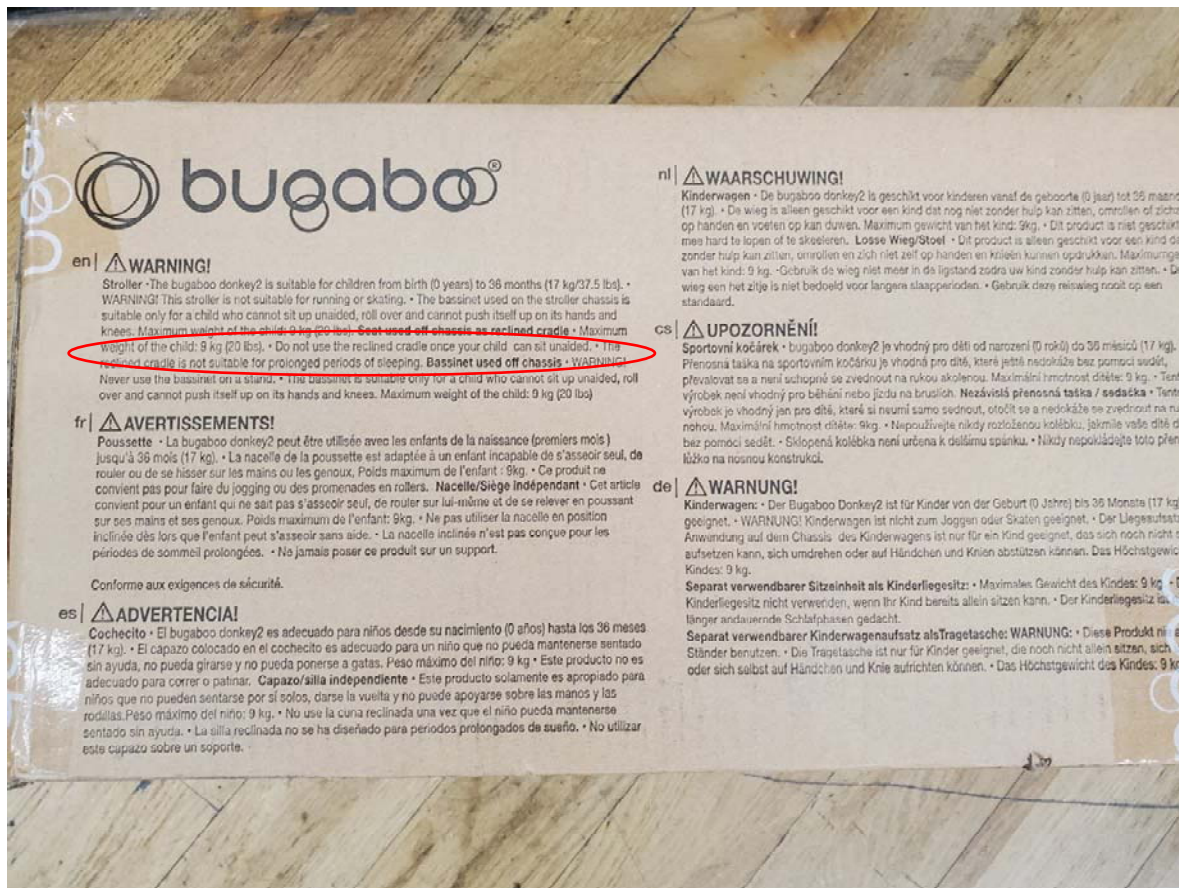 bugaboo®
en| ⚠WARNING!
Stroller •The bugaboo donkey2 is suitable for children from birth (0 years) to 36 months (17 kg/37.5 lbs). •
WARNING! This stroller is not suitable for running or skating. • The bassinet used on the stroller chassis is
suitable only for a child who cannot sit up unaided, roll over and cannot push itself up on its hands and
knees. Maximum weight of the child: 9 kg (20 lbs). Seat used off chassis as reclined cradle • Maximum
weight of the child: 9 kg (20 lbs). • Do not use the reclined cradle once your child can sit unaided. • The
reclined cradle is not suitable for prolonged periods of sleeping. Bassinet used off chassis • WARNING!
Never use the bassinet on a stand. • The bassinet is suitable only for a child who cannot sit up unaided, roll
over and cannot push itself up on its hands and knees. Maximum weight of the child: 9 kg (20 lbs)
fr| ⚠AVERTISSEMENTS!
Poussette • La bugaboo donkey2 peut être utilisée avec les enfants de la naissance (premiers mois)
jusqu'à 36 mois (17 kg). • La nacelle de la poussette est adaptée à un enfant incapable de s'asseoir seul, de
rouler ou de se hisser sur les mains ou les genoux. Poids maximum de l'enfant : 9kg. • Ce produit ne
convient pas pour faire du jogging ou des promenades en rollers. Nacelle/Siège indépendant • Cet article
convient pour un enfant qui ne sait pas s'asseoir seul, de rouler sur lui-même et de se relever en poussant
sur ses mains et ses genoux. Poids maximum de l'enfant: 9kg. • Ne pas utiliser la nacelle en position
inclinée dès lors que l'enfant peut s'asseoir sans aide. • La nacelle inclinée n'est pas conçue pour les
périodes de sommeil prolongées. • Ne jamais poser ce produit sur un support.
Conforme aux exigences de sécurité.
es| ⚠ADVERTENCIA!
Cochecito • El bugaboo donkey2 es adecuado para niños desde su nacimiento (0 años) hasta los 36 meses
(17 kg). • El capazo colocado en el cochecito es adecuado para un niño que no pueda mantenerse sentado
sin ayuda, no pueda girarse y no pueda ponerse a gatas. Peso máximo del niño: 9 kg • Este producto no es
adecuado para correr o patinar. Capazo/silla independiente • Este producto solamente es apropiado para
niños que no pueden sentarse por sí solos, darse la vuelta y no puede apoyarse sobre las manos y las
rodillas.Peso máximo del niño: 9 kg. • No use la cuna reclinada una vez que el niño pueda mantenerse
sentado sin ayuda. • La silla reclinada no se ha diseñado para periodos prolongados de sueño. • No utilizar
este capazo sobre un soporte.
nl| ⚠WAARSCHUWING!
Kinderwagen • De bugaboo donkey2 is geschikt voor kinderen vanaf de geboorte (0 jaar) tot 36
(17 kg). • De wieg is alleen geschikt voor een kind dat nog niet zonder hulp kan zitten, omrollen of
op handen en voeten op kan duwen. Maximum gewicht van het kind: 9kg. • Dit product is niet geschikt
mee hard te lopen of te skeeleren. Losse Wieg/Stoel • Dit product is alleen geschikt voor een kind
zonder hulp kan zitten, omrollen en zich niet zelf op handen en knieën kunnen opdrukken.
van het kind: 9 kg. •Gebruik de wieg niet meer in de ligstand zodra uw kind zonder hulp kan zitten. •
wieg een het zitje is niet bedoeld voor langere slaapperioden. • Gebruik deze reiswieg nooit op een
standaard.
cs| ⚠UPOZORNĚNÍ!
Sportovní kočárek • bugaboo donkey2 je vhodný pro děti od narození (0 roků) do 36 měsíců (17 kg).
Přenosná taška na sportovním kočárku je vhodná pro dítě, které ještě nedokáže bez pomoci sedět,
převalovat se a není schopné se zvednout na rukou akolenou. Maximální hmotnost dítěte: 9 kg. •
výrobek není vhodný pro běhání nebo jízdu na bruslích. Nezávislá přenosná taška / sedačka •
výrobek je vhodný jen pro dítě, které si neumí samo sednout, otočit se a nedokáže se zvednout na
nohou. Maximální hmotnost dítěte: 9kg. • Nepoužívejte nikdy rozloženou kolébku, jakmile vaše dítě
bez pomoci sedět. • Sklopená kolébka není určena k delšímu spánku. • Nikdy nepokládejte toto
lůžko na nosnou konstrukci.
de| ⚠WARNUNG!
Kinderwagen: • Der Bugaboo Donkey2 ist für Kinder von der Geburt (0 Jahre) bis 36 Monate (17
geeignet. • WARNUNG! Kinderwagen ist nicht zum Joggen oder Skaten geeignet. • Der
Anwendung auf dem Chassis des Kinderwagens ist nur für ein Kind geeignet, das sich noch nicht
aufsetzen kann, sich umdrehen oder auf Händchen und Knien abstützen können. Das
Kindes: 9 kg.
Separat verwendbarer Sitzeinheit als Kinderliegesitz: • Maximales Gewicht des Kindes: 9 kg •
Kinderliegesitz nicht verwenden, wenn Ihr Kind bereits allein sitzen kann. • Der Kinderliegesitz
länger andauernde Schlafphasen gedacht.
Separat verwendbarer Kinderwagenaufsatz alsTragetasche: WARNUNG: • Diese Produkt
Ständer benutzen. • Die Tragetasche ist nur für Kinder geeignet, die noch nicht allein sitzen, sich
oder sich selbst auf Händchen und Knie aufrichten können. • Das Höchstgewicht des Kindes: 9